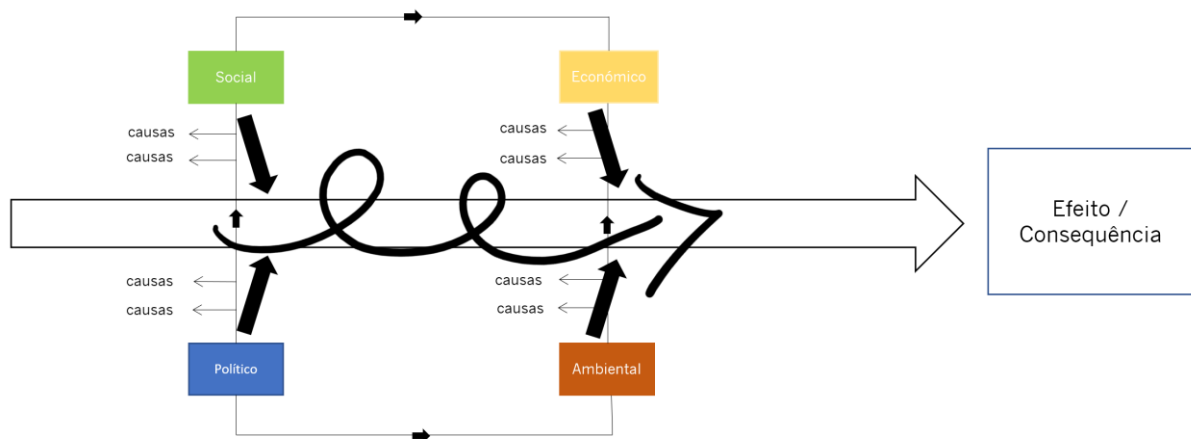 Social
Económico
causas
causas
causas
causas
Efeito /
Consequência
causas
causas
causas
causas
Político
Ambiental